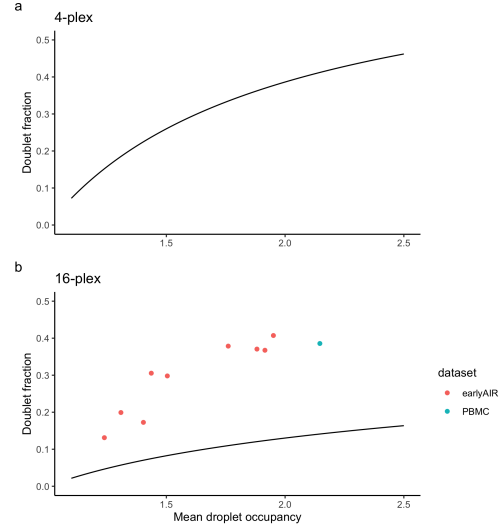 a
4-plex
Doublet fraction
0.5
0.4
0.3
0.2
0.1
0.0
1.5 2.0 2.5
b
16-plex
Doublet fraction
0.5
0.4
0.3
0.2
0.1
0.0
1.5 2.0 2.5
Mean droplet occupancy
dataset
earlyAIR
PBMC